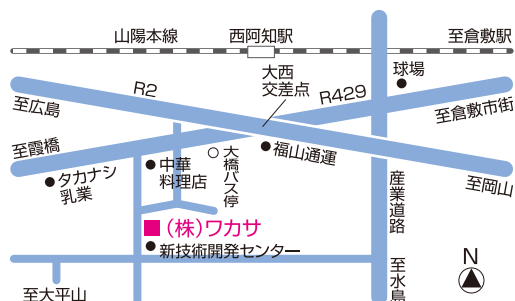 山陽本線
西阿知駅
至倉敷駅
大西
交差点
球場
R2
R429
至広島
至倉敷市街
至霞橋
大橋バス停
福山通運
中華
料理店
タカナシ
乳業
産業道路
至岡山
(株)ワカサ
新技術開発センター
N
至水島
至大平山